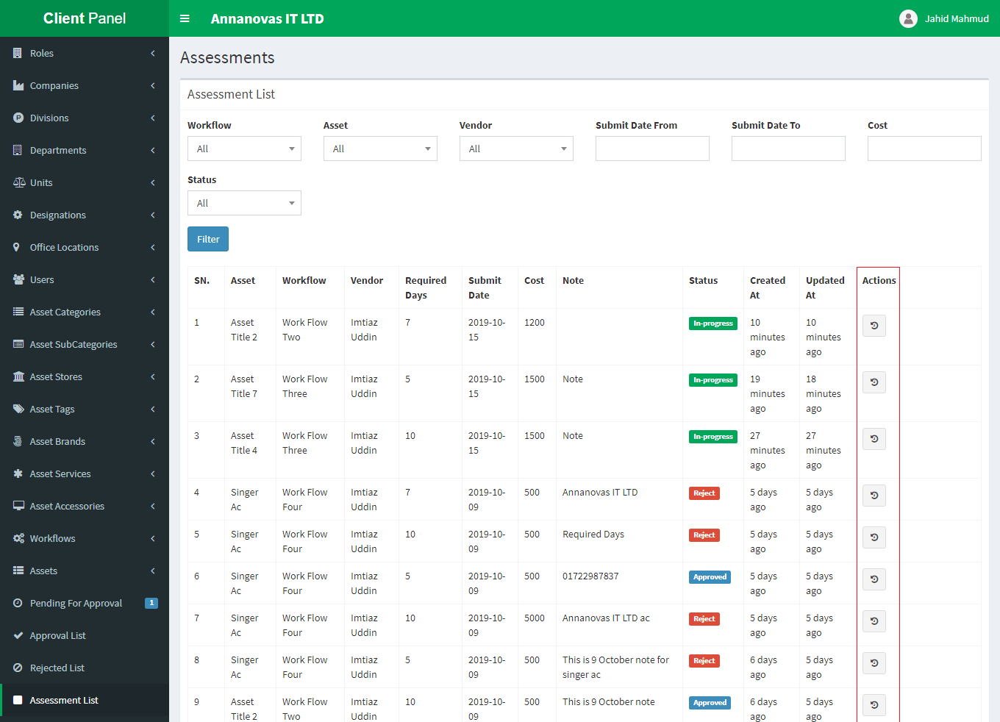 Client Panel
Annanovas IT LTD
Jahid Mahmud
Roles
Companies
Divisions
Departments
Units
Designations
Office Locations
Users
Asset Categories
Asset SubCategories
Asset Stores
Asset Tags
Asset Brands
Asset Services
Asset Accessories
Workflows
Assets
Pending For Approval 1
Approval List
Rejected List
Assessment List
Assessments
Assessment List
Workflow Asset Vendor Submit Date From Submit Date To Cost
All All All
Status
All
Filter
SN. Asset Workflow Vendor Required Submit Cost Note Status Created Updated Actions
Days Date At At
1 Asset Work Flow Imtiaz 7 2019-10- 1200 In-progress 10 10
Title 2 Two Uddin 15 minutes minutes
ago ago
2 Asset Work Flow Imtiaz 5 2019-10- 1500 Note In-progress 19 18
Title 7 Three Uddin 15 minutes minutes
ago ago
3 Asset Work Flow Imtiaz 10 2019-10- 1500 Note In-progress 27 27
Title 4 Three Uddin 15 minutes minutes
ago ago
4 Singer Work Flow Imtiaz 7 2019-10- 500 Annanovas IT LTD Reject 5 days 5 days
Ac Four Uddin 09 ago ago
5 Singer Work Flow Imtiaz 10 2019-10- 500 Required Days Reject 5 days 5 days
Ac Four Uddin 09 ago ago
6 Singer Work Flow Imtiaz 5 2019-10- 500 01722987837 Approved 5 days 5 days
Ac Four Uddin 09 ago ago
7 Singer Work Flow Imtiaz 10 2019-10- 5000 Annanovas IT LTD ac Reject 5 days 5 days
Ac Four Uddin 09 ago ago
8 Singer Work Flow Imtiaz 5 2019-10- 500 This is 9 October note for Reject 6 days 5 days
Ac Four Uddin 09 singer ac ago ago
9 Asset Work Flow Imtiaz 10 2019-10- 500 This is 9 October note Approved 6 days 5 days
Title 2 Two Uddin 09 ago ago